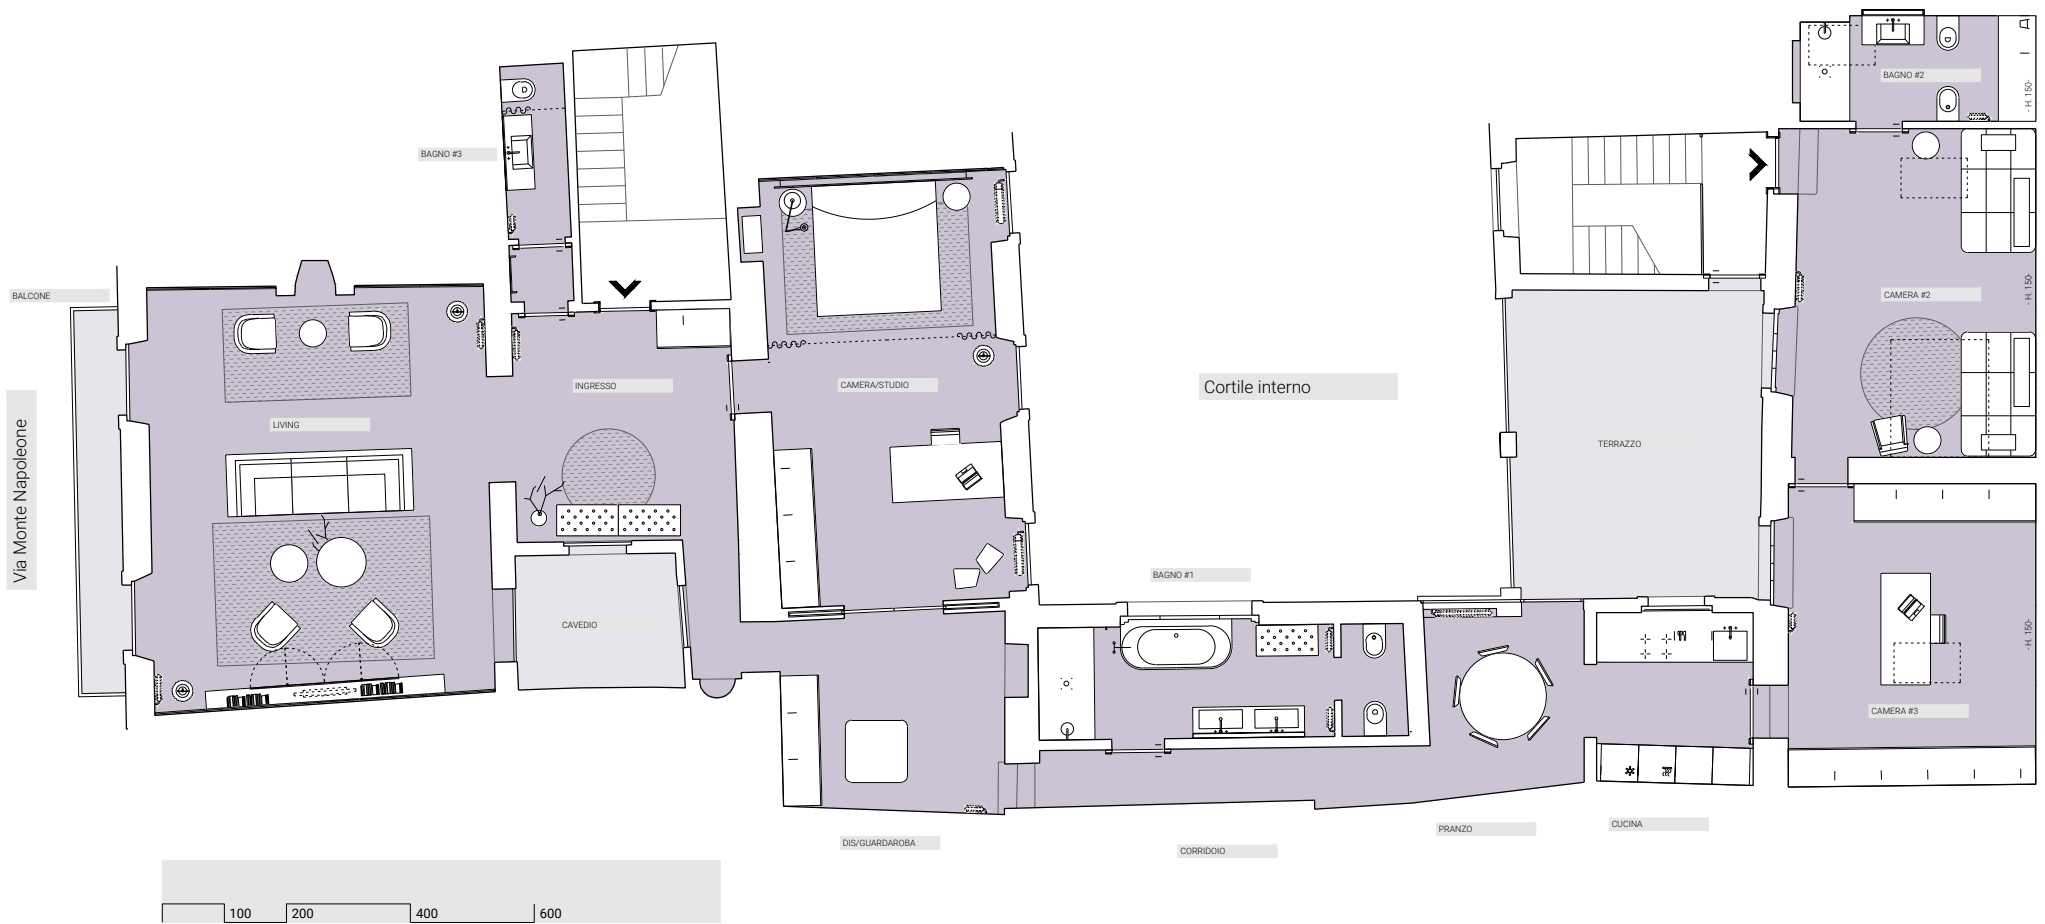 BAGNO #2
- H. 150-
BAGNO #3
BALCONE
- H. 150-
CAMERA #2
INGRESSO
CAMERA/STUDIO
Cortile interno
LIVING
TERRAZZO
Via Monte Napoleone
BAGNO #1
CAVEDIO
- H. 150-
CAMERA #3
DIS/GUARDAROBA
CORRIDOIO
PRANZO
CUCINA
100 200 400 600